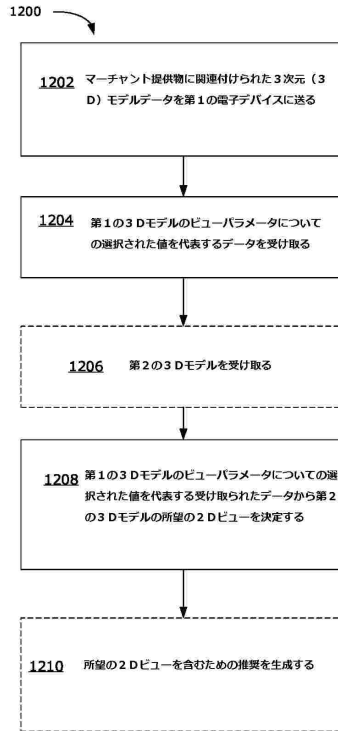 1200
1202 マーチャント提供物に関連付けられた3次元(3
D)モデルデータを第1の電子デバイスに送る
1204 第1の3Dモデルのビューパラメータについて
の選択された値を代表するデータを受け取る
1206 第2の3Dモデルを受け取る
1208 第1の3Dモデルのビューパラメータについての選
択された値を代表する受け取られたデータから第2
の3Dモデルの所望の2Dビューを決定する
1210 所望の2Dビューを含むための推奨を生成する